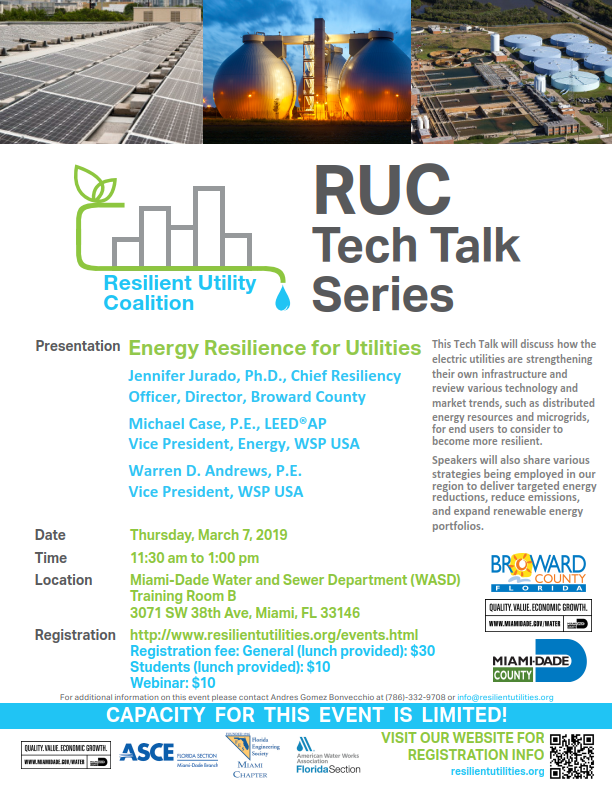 RUC
Tech Talk
Series
Resilient Utility
Coalition
Presentation
Energy Resilience for Utilities
Jennifer Jurado, Ph.D., Chief Resiliency
Officer, Director, Broward County
Michael Case, P.E., LEED®AP
Vice President, Energy, WSP USA
Warren D. Andrews, P.E.
Vice President, WSP USA
This Tech Talk will discuss how the
electric utilities are strengthening
their own infrastructure and
review various technology and
market trends, such as distributed
energy resources and microgrids,
for end users to consider to
become more resilient.
Speakers will also share various
strategies being employed in our
region to deliver targeted energy
reductions, reduce emissions,
and expand renewable energy
portfolios.
Date Thursday, March 7, 2019
Time 11:30 am to 1:00 pm
Location Miami-Dade Water and Sewer Department (WASD)
Training Room B
3071 SW 38th Ave, Miami, FL 33146
Registration http://www.resilientutilities.org/events.html
Registration fee: General (lunch provided): $30
Students (lunch provided): $10
Webinar: $10
BROWARD
COUNTY
FLORIDA
QUALITY. VALUE. ECONOMIC GROWTH.
WWW.MIAMIDADE.GOV/WATER
MIAMI-DADE
COUNTY
For additional information on this event please contact Andres Gomez Bonvecchio at (786)-332-9708 or info@resilientutilities.org
CAPACITY FOR THIS EVENT IS LIMITED!
QUALITY. VALUE. ECONOMIC GROWTH.
WWW.MIAMIDADE.GOV/WATER
ASCE
FLORIDA SECTION
Miami-Dade Branch
Florida
Engineering
Society
MIAMI
CHAPTER
American Water Works
Association
Florida Section
VISIT OUR WEBSITE FOR
REGISTRATION INFO
resilientutilities.org